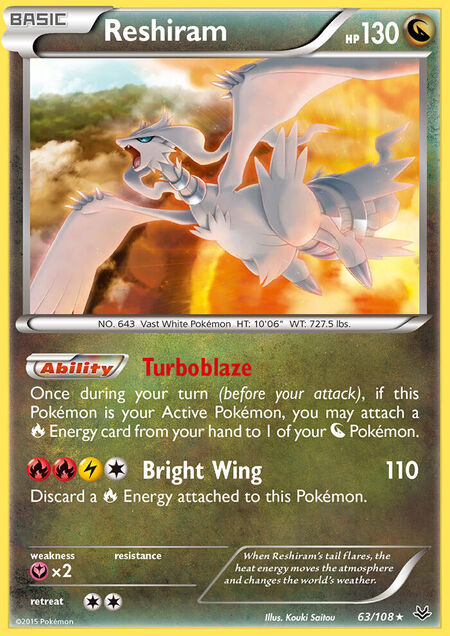 BASIC Reshiram HP 130
NO. 643 Vast White Pokémon HT: 10'06" WT: 727.5 lbs.
Ability Turboblaze
Once during your turn (before your attack), if this
Pokémon is your Active Pokémon, you may attach a
Energy card from your hand to 1 of your Pokémon.
Bright Wing 110
Discard a Energy attached to this Pokémon.
weakness resistance
×2
When Reshiram's tail flares, the
heat energy moves the atmosphere
and changes the world's weather.
retreat
©2015 Pokémon Illus. Kouki Saitou 63/108 ★